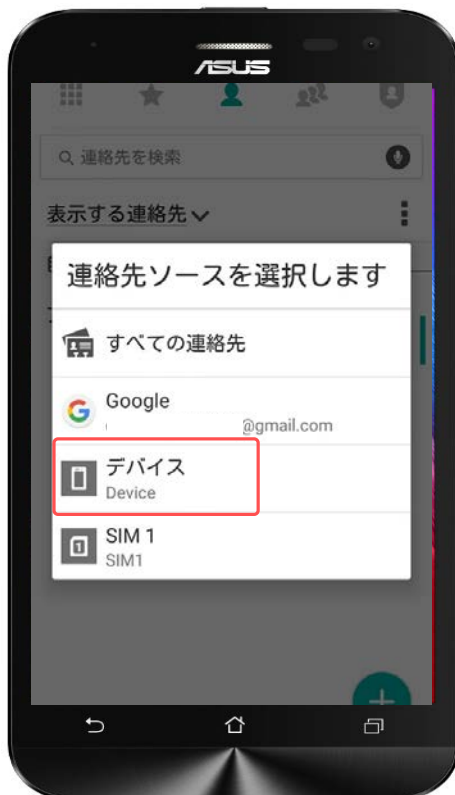 ASUS
連絡先を検索
表示する連絡先
連絡先ソースを選択します
すべての連絡先
Google
@gmail.com
デバイス
Device
1
SIM 1
SIM1